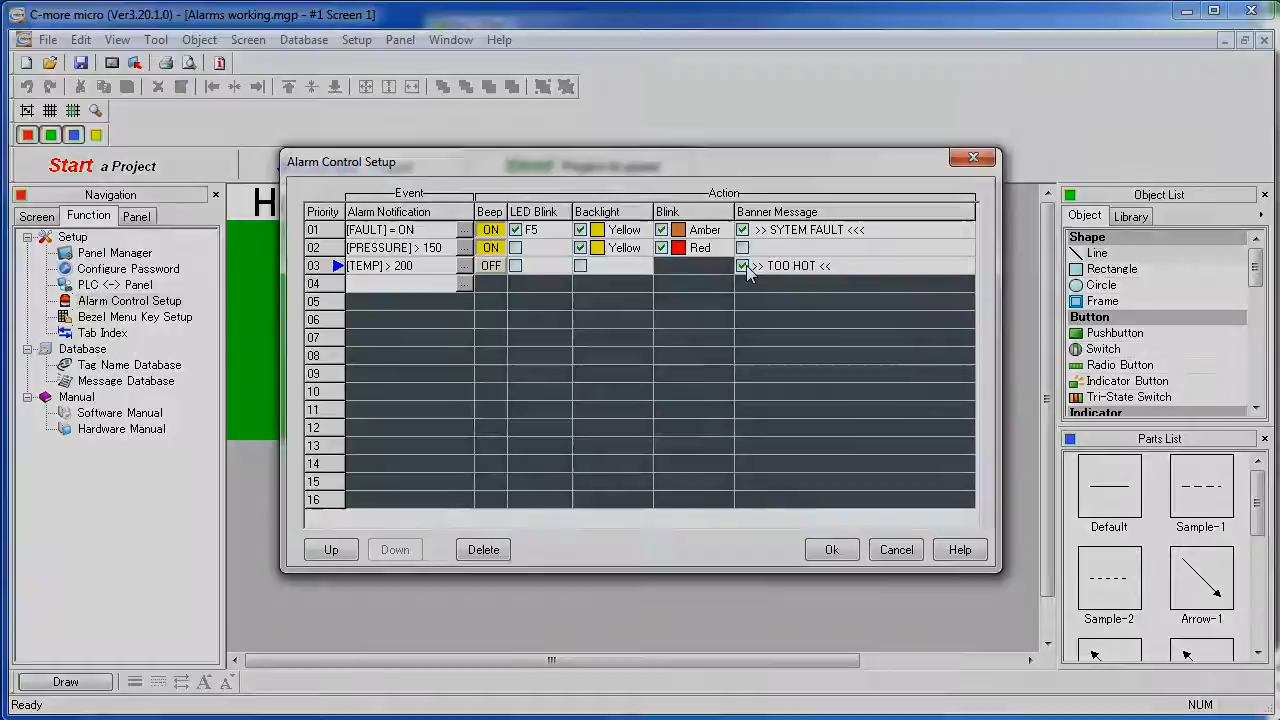 C-more micro (Ver3.20.1.0) - [Alarms working.mgp - #1 Screen 1]
File Edit View Tool Object Screen Database Setup Panel Window Help
Start a Project
Navigation
Screen Function Panel
Setup
Panel Manager
Configure Password
PLC <-> Panel
Alarm Control Setup
Bezel Menu Key Setup
Tab Index
Database
Tag Name Database
Message Database
Manual
Software Manual
Hardware Manual
H
Alarm Control Setup
Event Action
Priority Alarm Notification Beep LED Blink Backlight Blink Banner Message
01 [FAULT] = ON ... ON F5 Yellow Amber >> SYTEM FAULT <<<
02 [PRESSURE] > 150 ... ON Yellow Red
03 [TEMP] > 200 ... OFF >> TOO HOT <<
04 ...
05
06
07
08
09
10
11
12
13
14
15
16
Up Down Delete Ok Cancel Help
Object List
Object Library
Shape
Line
Rectangle
Circle
Frame
Button
Pushbutton
Switch
Radio Button
Indicator Button
Tri-State Switch
Indicator
Parts List
Default Sample-1
Sample-2 Arrow-1
Draw
Ready NUM